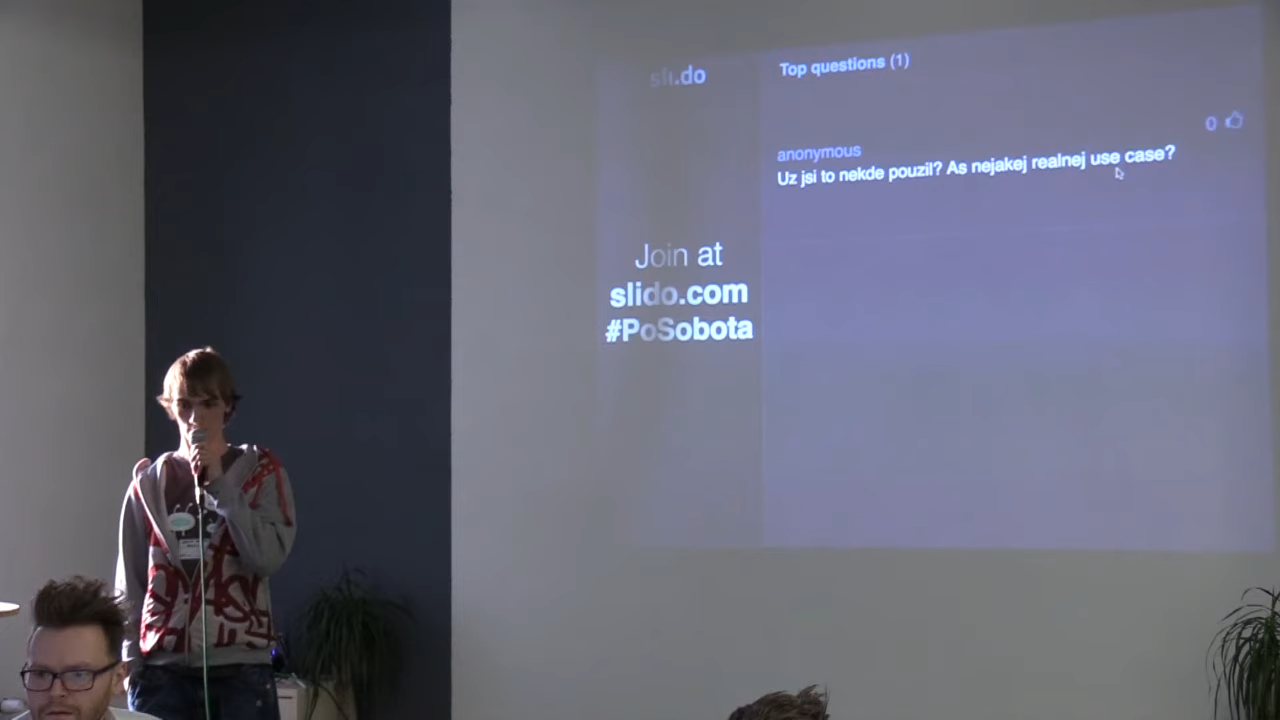 sli.do
Top questions (1)
0
anonymous
Uz jsi to nekde pouzil? As nejakej realnej use case?
Join at
slido.com
#PoSobota